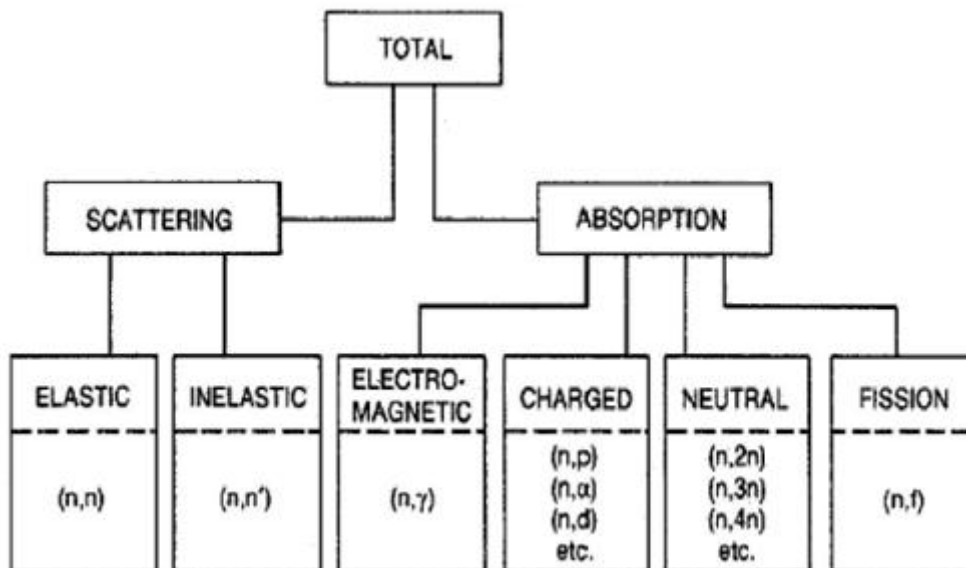 TOTAL
SCATTERING
ABSORPTION
ELASTIC
(n,n)
INELASTIC
(n,n′)
ELECTRO-
MAGNETIC
(n,γ)
CHARGED
(n,p)
(n,α)
(n,d)
etc.
NEUTRAL
(n,2n)
(n,3n)
(n,4n)
etc.
FISSION
(n,f)